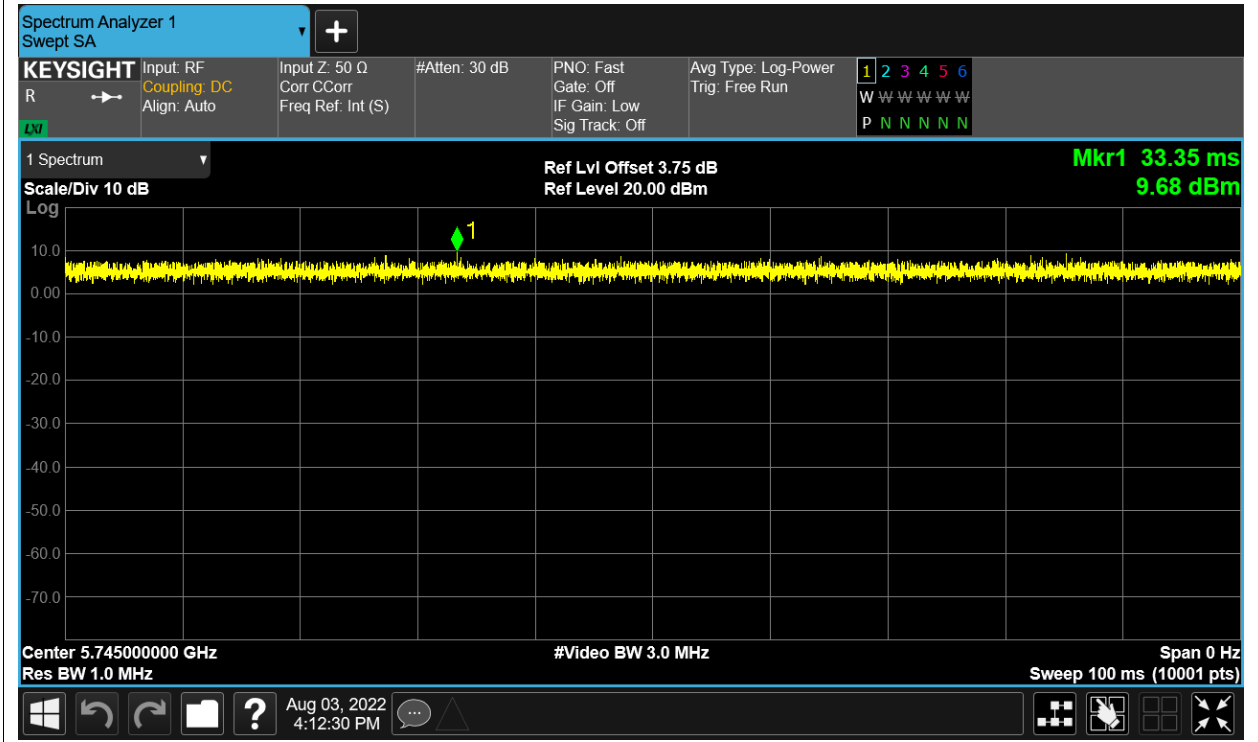 Spectrum Analyzer 1
Swept SA
KEYSIGHT
R
LXI
Input: RF
Coupling: DC
Align: Auto
Input Z: 50 Ω
Corr CCorr
Freq Ref: Int (S)
#Atten: 30 dB
PNO: Fast
Gate: Off
IF Gain: Low
Sig Track: Off
Avg Type: Log-Power
Trig: Free Run
1 2 3 4 5 6
W W W W W W
P N N N N N
1 Spectrum
Scale/Div 10 dB
Log
Ref Lvl Offset 3.75 dB
Ref Level 20.00 dBm
Mkr1 33.35 ms
9.68 dBm
1
10.0
0.00
-10.0
-20.0
-30.0
-40.0
-50.0
-60.0
-70.0
Center 5.745000000 GHz
Res BW 1.0 MHz
#Video BW 3.0 MHz
Span 0 Hz
Sweep 100 ms (10001 pts)
?
Aug 03, 2022
4:12:30 PM